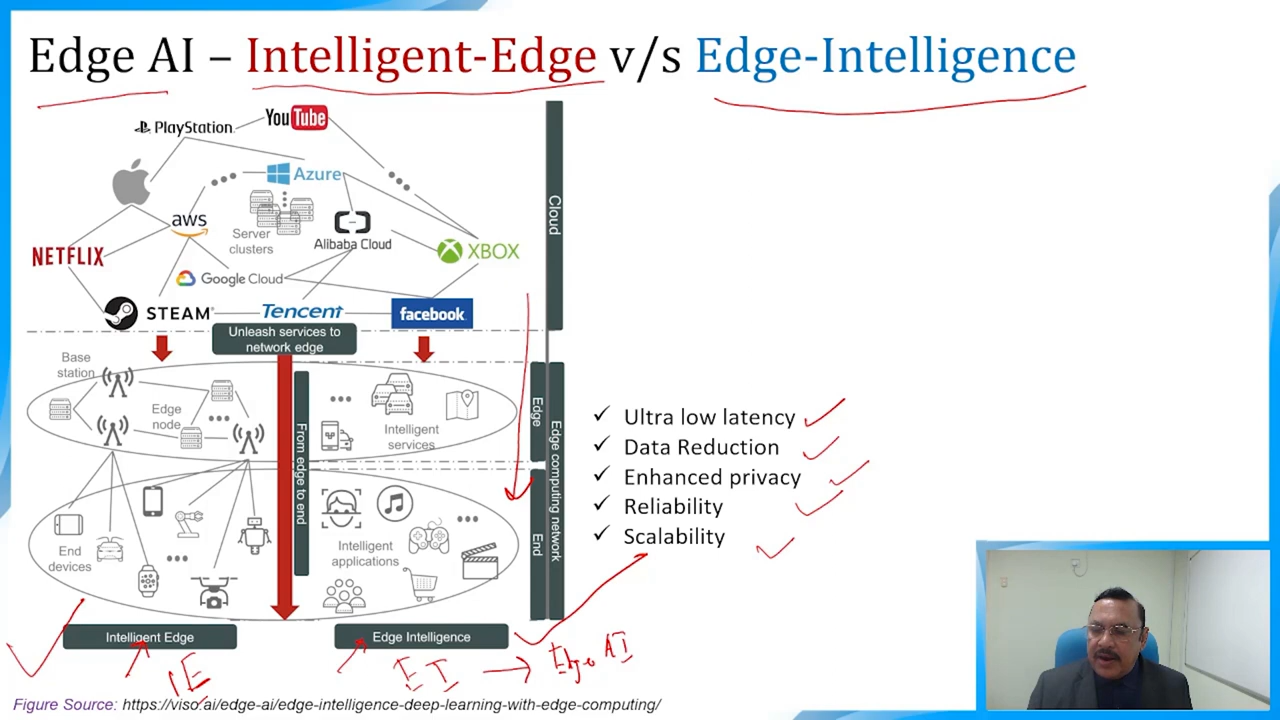 Edge AI – Intelligent-Edge v/s Edge-Intelligence
PlayStation.
YouTube
Azure
aws
Server
clusters
Alibaba Cloud
NETFLIX
XBOX
Google Cloud
STEAM
Tencent
facebook
Cloud
Unleash services to
network edge
Base
station
Edge
node
Intelligent
services
Edge
From edge to end
Edge computing network
End
devices
Intelligent
applications
End
Intelligent Edge
Edge Intelligence
✓ Ultra low latency
✓ Data Reduction
✓ Enhanced privacy
✓ Reliability
✓ Scalability
IE
EI → Edge AI
Figure Source: https://viso.ai/edge-ai/edge-intelligence-deep-learning-with-edge-computing/